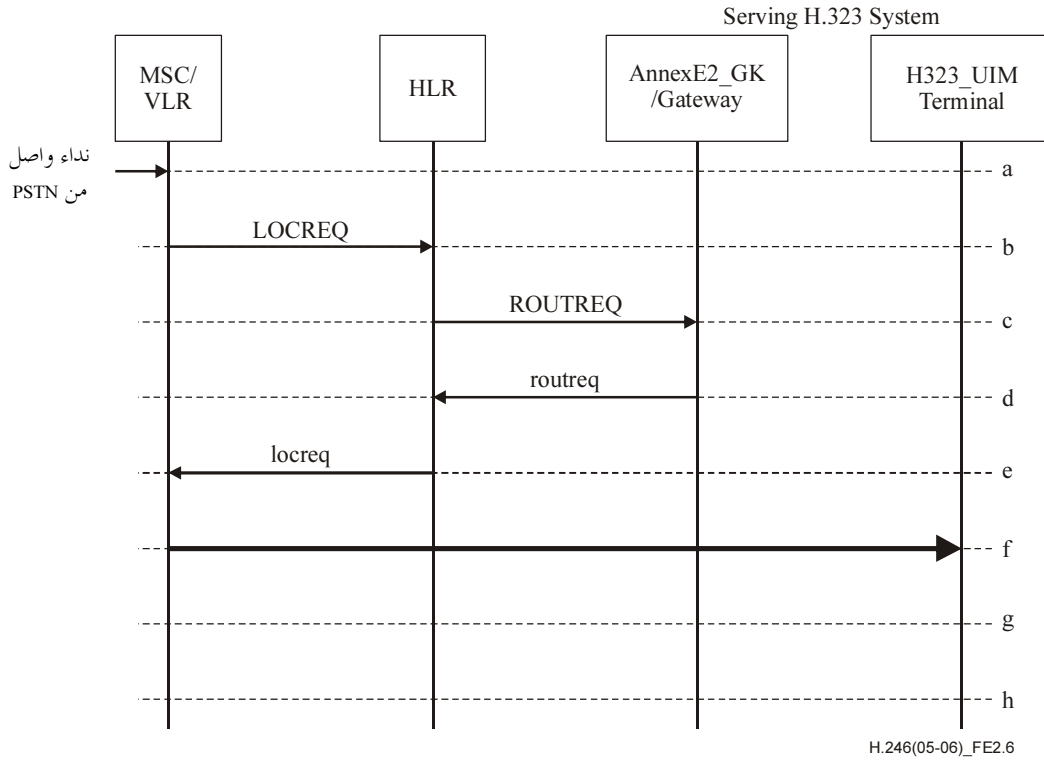 Serving H.323 System
MSC/
VLR
HLR
AnnexE2_GK
/Gateway
H323_UIM
Terminal
نداء واصل
من PSTN
a
LOCREQ
b
ROUTREQ
c
routreq
d
locreq
e
f
g
h
H.246(05-06)_FE2.6